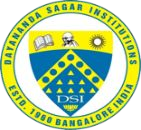 DAYANANDA SAGAR INSTITUTIONS
ESTD. 1960 BANGALORE INDIA
DSI